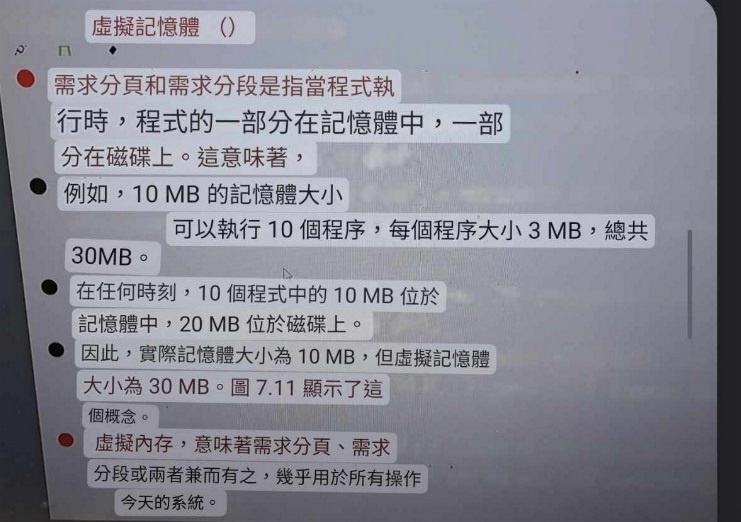 虛擬記憶體 （）
需求分頁和需求分段是指當程式執
行時，程式的一部分在記憶體中，一部
分在磁碟上。這意味著，
例如，10 MB 的記憶體大小
可以執行 10 個程序，每個程序大小 3 MB，總共
30MB。
在任何時刻，10 個程式中的 10 MB 位於
記憶體中，20 MB 位於磁碟上。
因此，實際記憶體大小為 10 MB，但虛擬記憶體
大小為 30 MB。圖 7.11 顯示了這
個概念。
虛擬內存，意味著需求分頁、需求
分段或兩者兼而有之，幾乎用於所有操作
今天的系統。